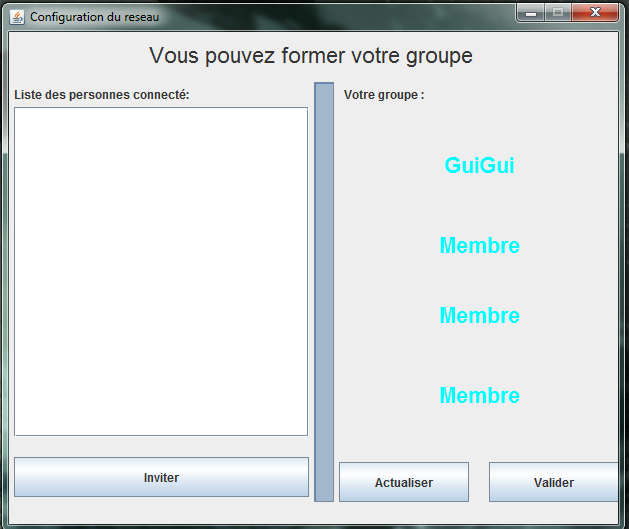 Configuration du reseau
Vous pouvez former votre groupe
Liste des personnes connecté:
Votre groupe :
GuiGui
Membre
Membre
Membre
Inviter
Actualiser
Valider